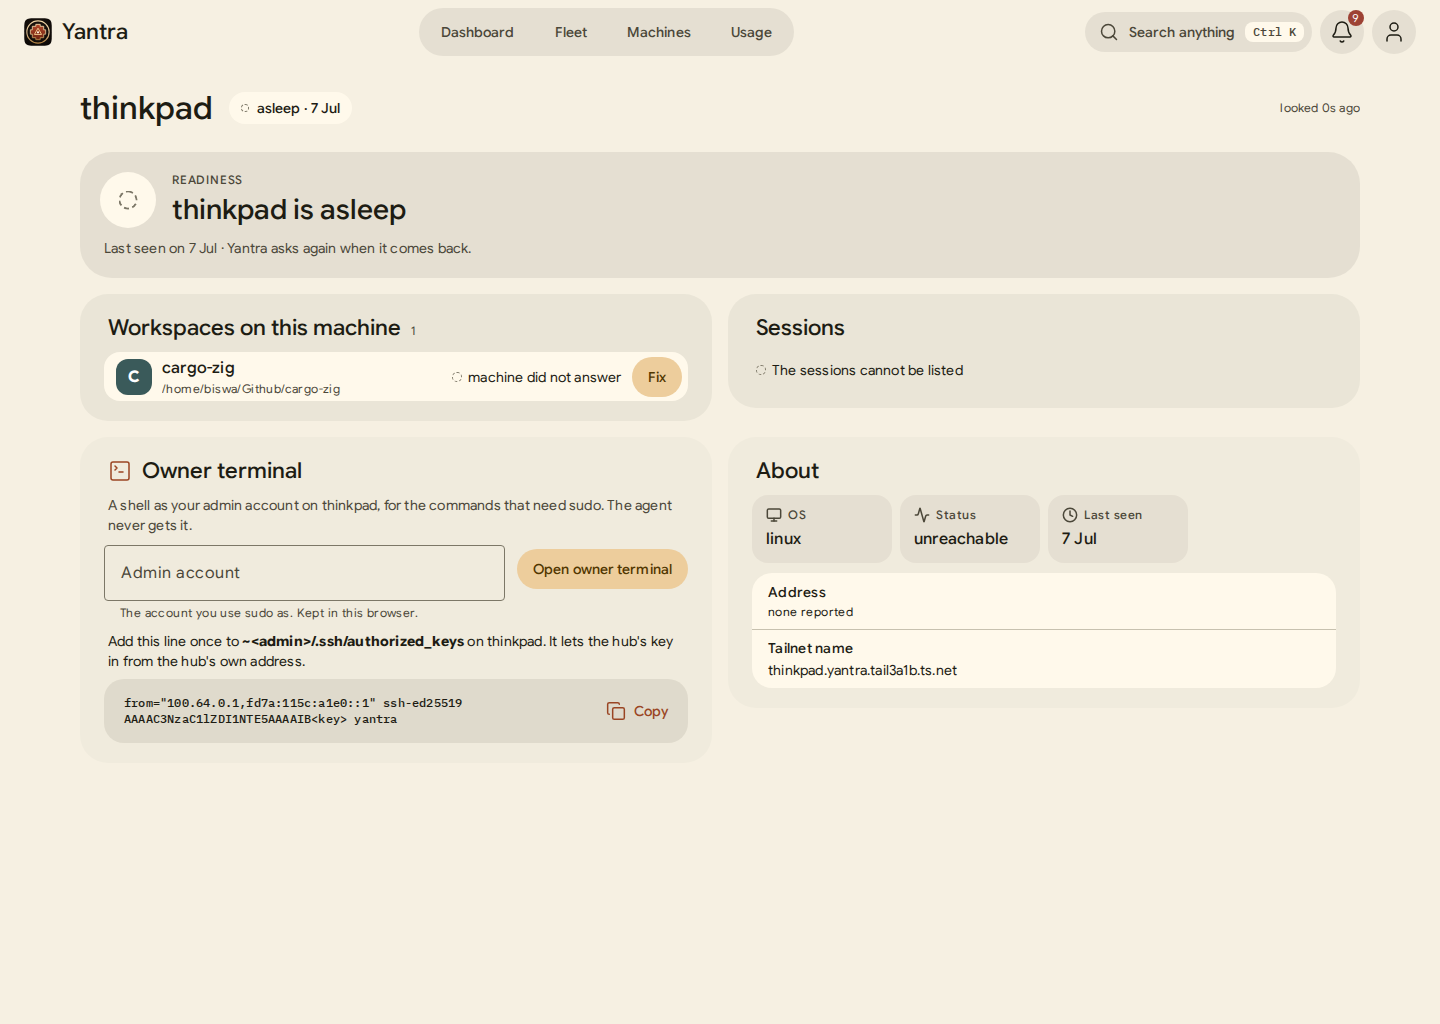 Yantra
Dashboard Fleet Machines Usage
Search anything Ctrl K
9
thinkpad
asleep · 7 Jul
looked 0s ago
READINESS
thinkpad is asleep
Last seen on 7 Jul · Yantra asks again when it comes back.
Workspaces on this machine 1
C
cargo-zig
/home/biswa/Github/cargo-zig
machine did not answer
Fix
Sessions
The sessions cannot be listed
Owner terminal
A shell as your admin account on thinkpad, for the commands that need sudo. The agent
never gets it.
Admin account
Open owner terminal
The account you use sudo as. Kept in this browser.
Add this line once to ~<admin>/.ssh/authorized_keys on thinkpad. It lets the hub's key
in from the hub's own address.
from="100.64.0.1,fd7a:115c:a1e0::1" ssh-ed25519
AAAAC3NzaC1lZDI1NTE5AAAAIB<key> yantra
Copy
About
OS
linux
Status
unreachable
Last seen
7 Jul
Address
none reported
Tailnet name
thinkpad.yantra.tail3a1b.ts.net